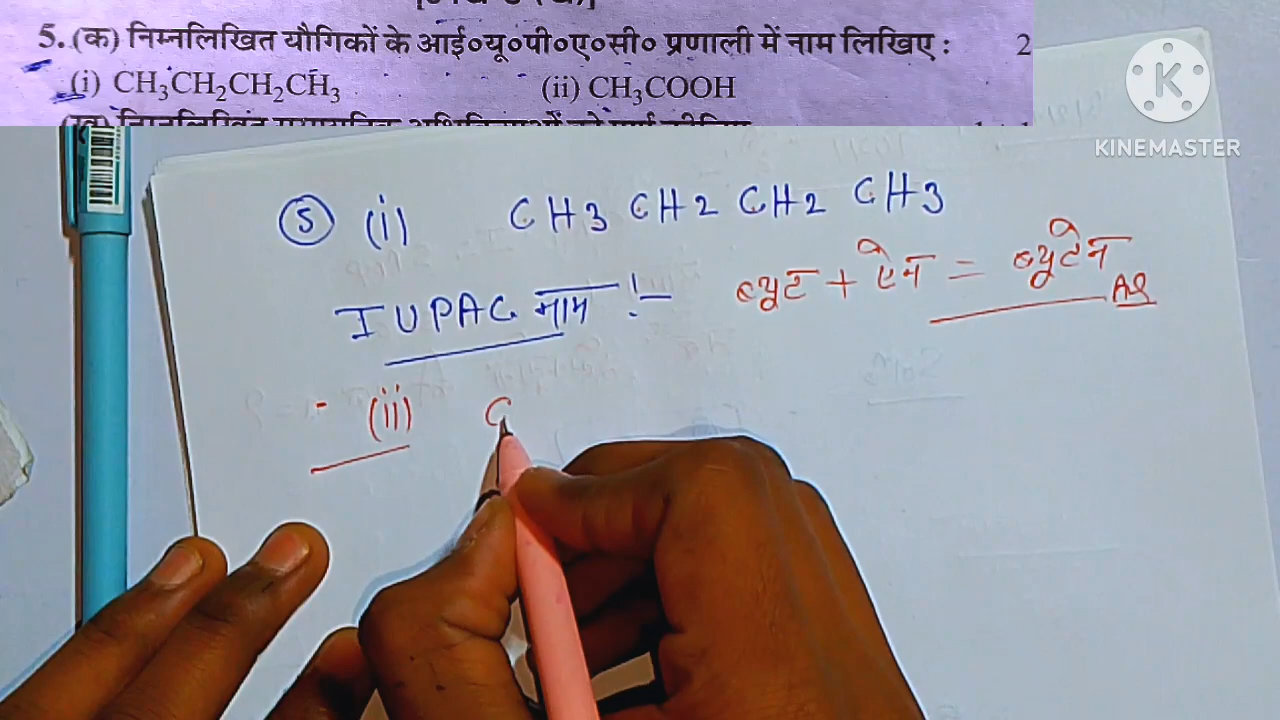 5. (क) निम्नलिखित यौगिकों के आई०यू०पी०ए०सी० प्रणाली में नाम लिखिए : 2
(i) CH₃CH₂CH₂CH₃ (ii) CH₃COOH
K
KINEMASTER
5 (i) CH3 CH2 CH2 CH3
IUPAC नाम :- ब्यूट + ऐन = ब्यूटेन
(ii) C